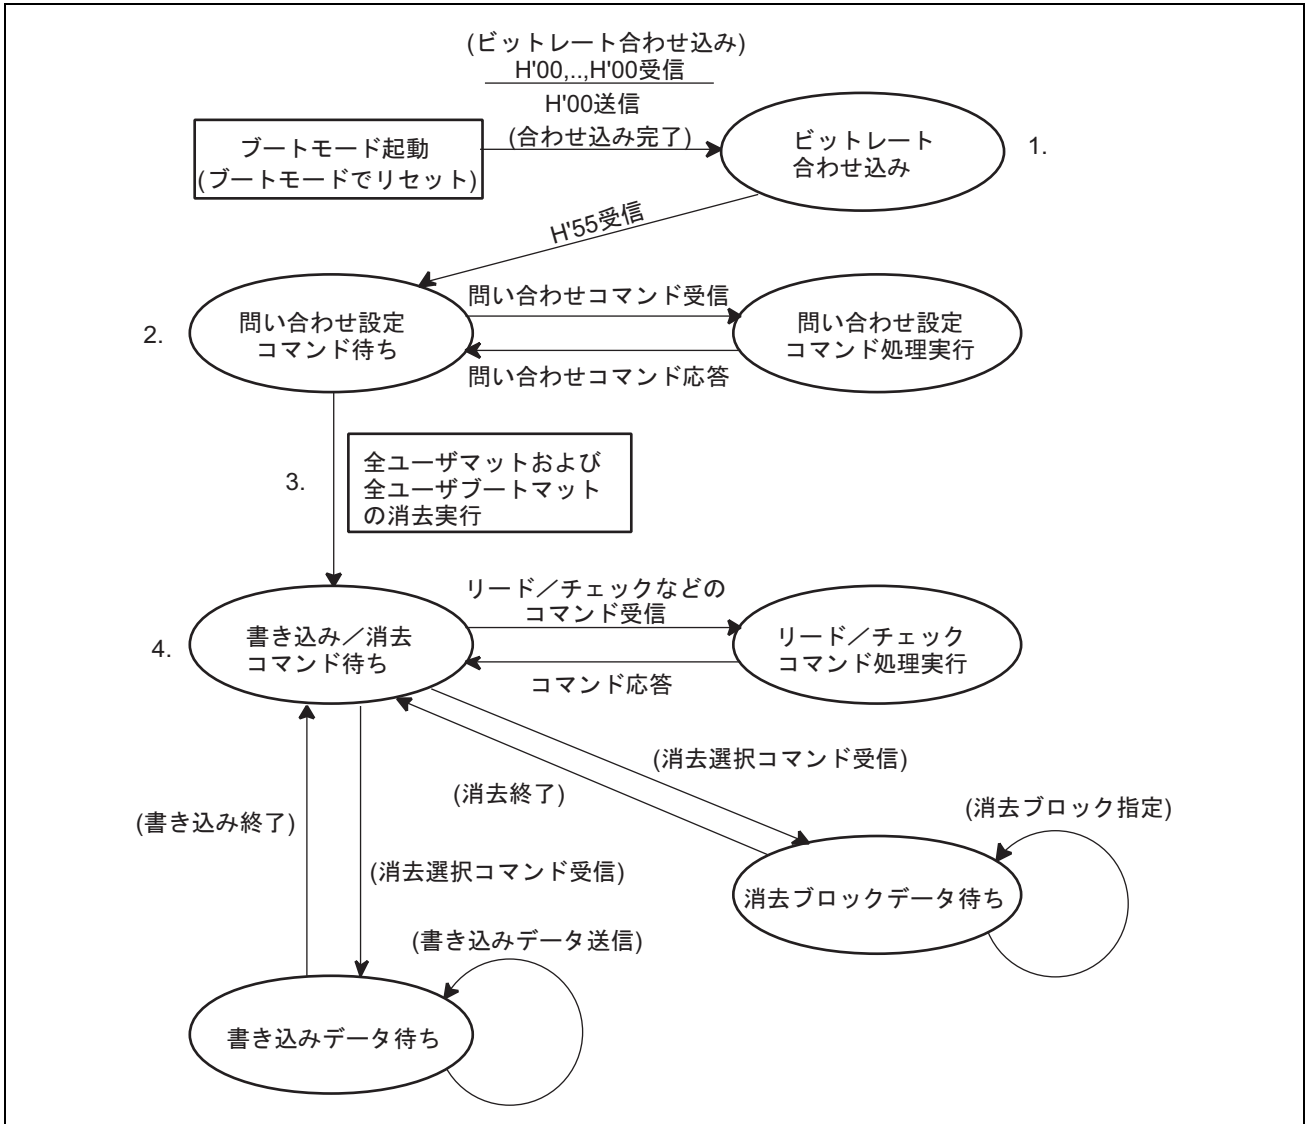 (ビットレート合わせ込み)
H'00,..,H'00受信
H'00送信
(合わせ込み完了)
ブートモード起動
(ブートモードでリセット)
ビットレート
合わせ込み
1.
H'55受信
2.
問い合わせ設定
コマンド待ち
問い合わせコマンド受信
問い合わせコマンド応答
問い合わせ設定
コマンド処理実行
3.
全ユーザマットおよび
全ユーザブートマット
の消去実行
4.
書き込み／消去
コマンド待ち
リード／チェックなどの
コマンド受信
コマンド応答
リード／チェック
コマンド処理実行
(消去選択コマンド受信)
(消去終了)
(書き込み終了)
(消去選択コマンド受信)
(消去ブロック指定)
消去ブロックデータ待ち
(書き込みデータ送信)
書き込みデータ待ち